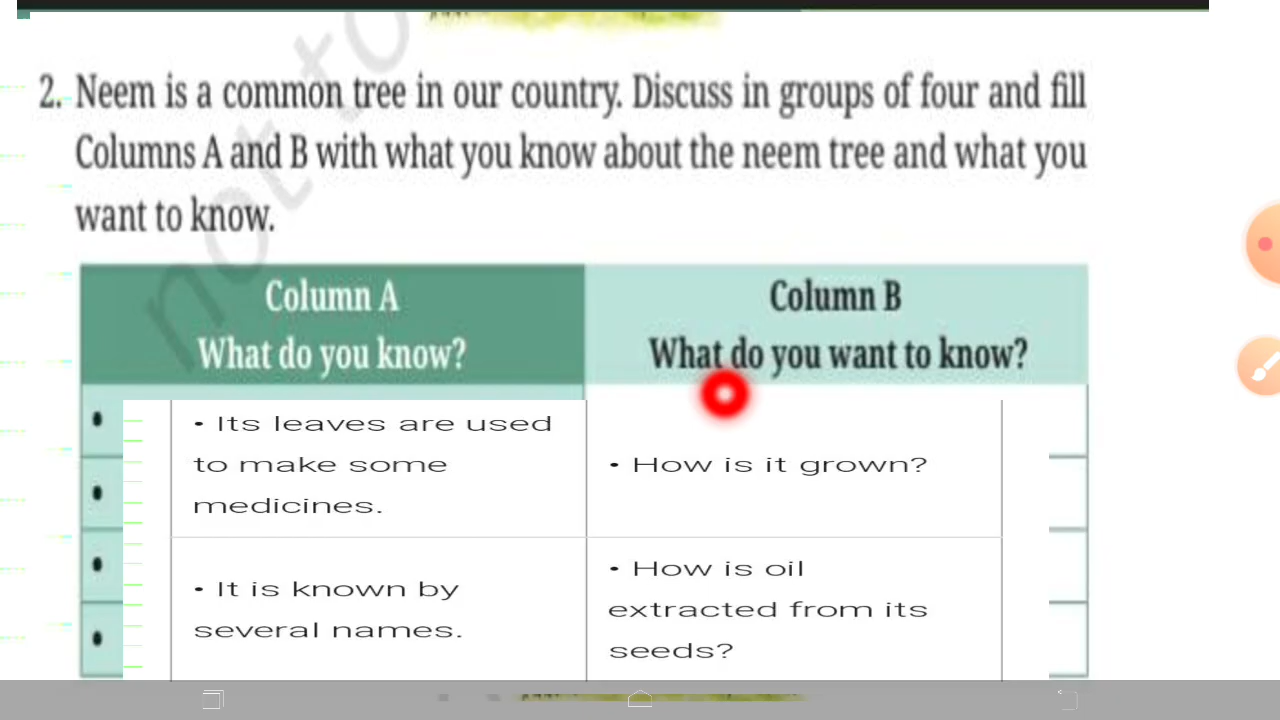 2. Neem is a common tree in our country. Discuss in groups of four and fill
Columns A and B with what you know about the neem tree and what you
want to know.
Column A
What do you know?
Column B
What do you want to know?
• Its leaves are used
to make some
medicines.
• How is it grown?
• It is known by
several names.
• How is oil
extracted from its
seeds?
not to